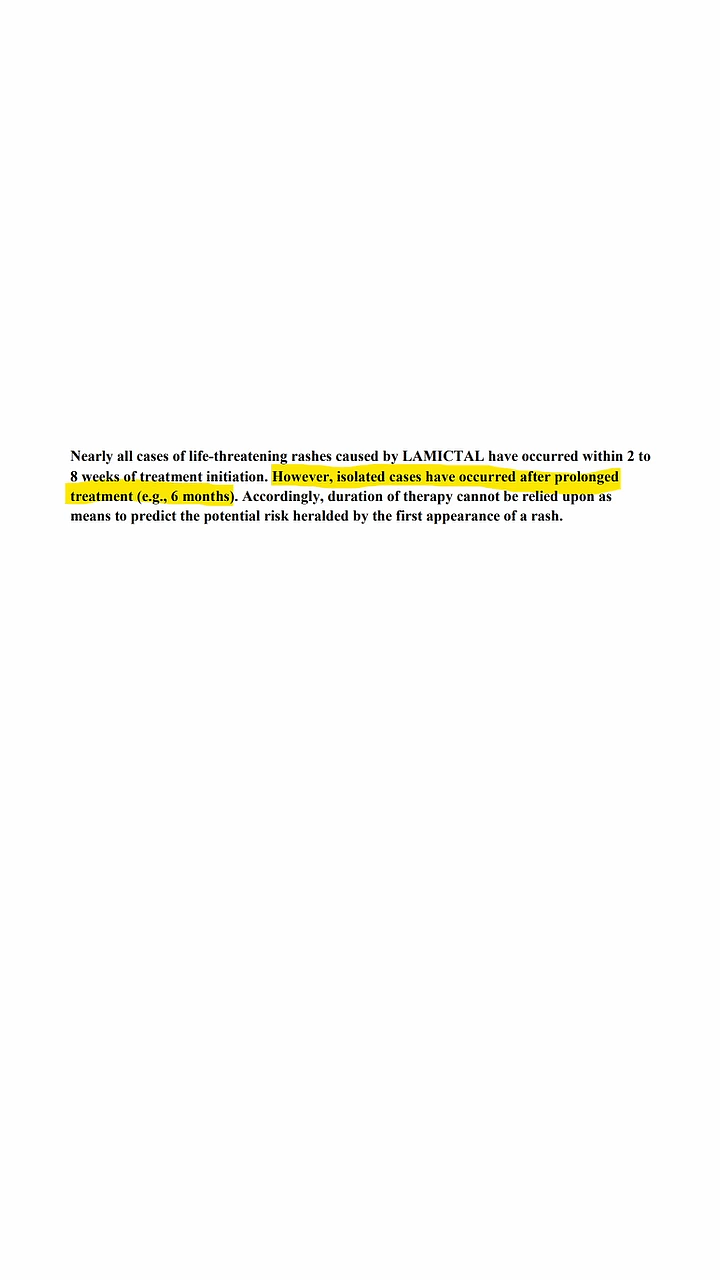 Nearly all cases of life-threatening rashes caused by LAMICTAL have occurred within 2 to
8 weeks of treatment initiation. However, isolated cases have occurred after prolonged
treatment (e.g., 6 months). Accordingly, duration of therapy cannot be relied upon as
means to predict the potential risk heralded by the first appearance of a rash.